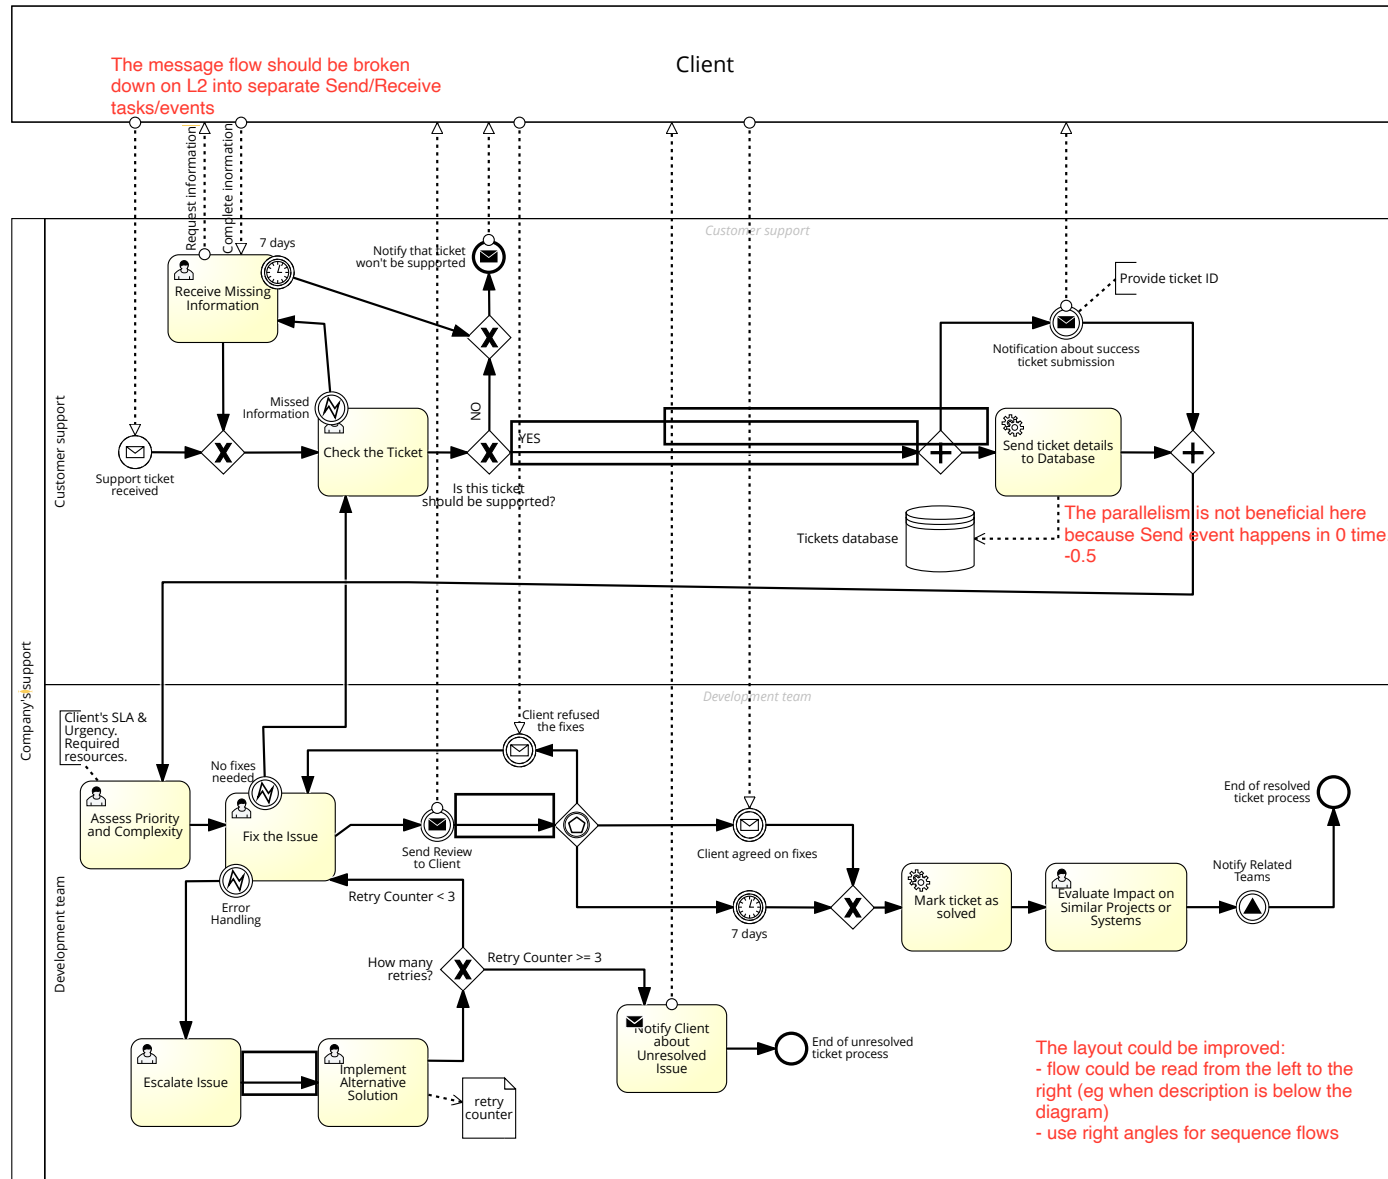 Client
The message flow should be broken
down on L2 into separate Send/Receive
tasks/events
Request information
Complete inormation
Customer support
7 days
Notify that ticket
won't be supported
Receive Missing
Information
Provide ticket ID
Notification about success
ticket submission
Missed
Information
NO
YES
Customer support
Check the Ticket
Send ticket details
to Database
Support ticket
received
Is this ticket
should be supported?
The parallelism is not beneficial here
because Send event happens in 0 time
-0.5
Tickets database
Company's support
Development team
Client's SLA &
Urgency.
Required
resources.
Client refused
the fixes
No fixes
needed
End of resolved
ticket process
Assess Priority
and Complexity
Fix the Issue
Send Review
to Client
Client agreed on fixes
Notify Related
Teams
Retry Counter < 3
Error
Handling
7 days
Mark ticket as
solved
Evaluate Impact on
Similar Projects or
Systems
Development team
How many
retries?
Retry Counter >= 3
Notify Client
about
Unresolved
Issue
End of unresolved
ticket process
Escalate Issue
Implement
Alternative
Solution
retry
counter
The layout could be improved:
- flow could be read from the left to the
right (eg when description is below the
diagram)
- use right angles for sequence flows